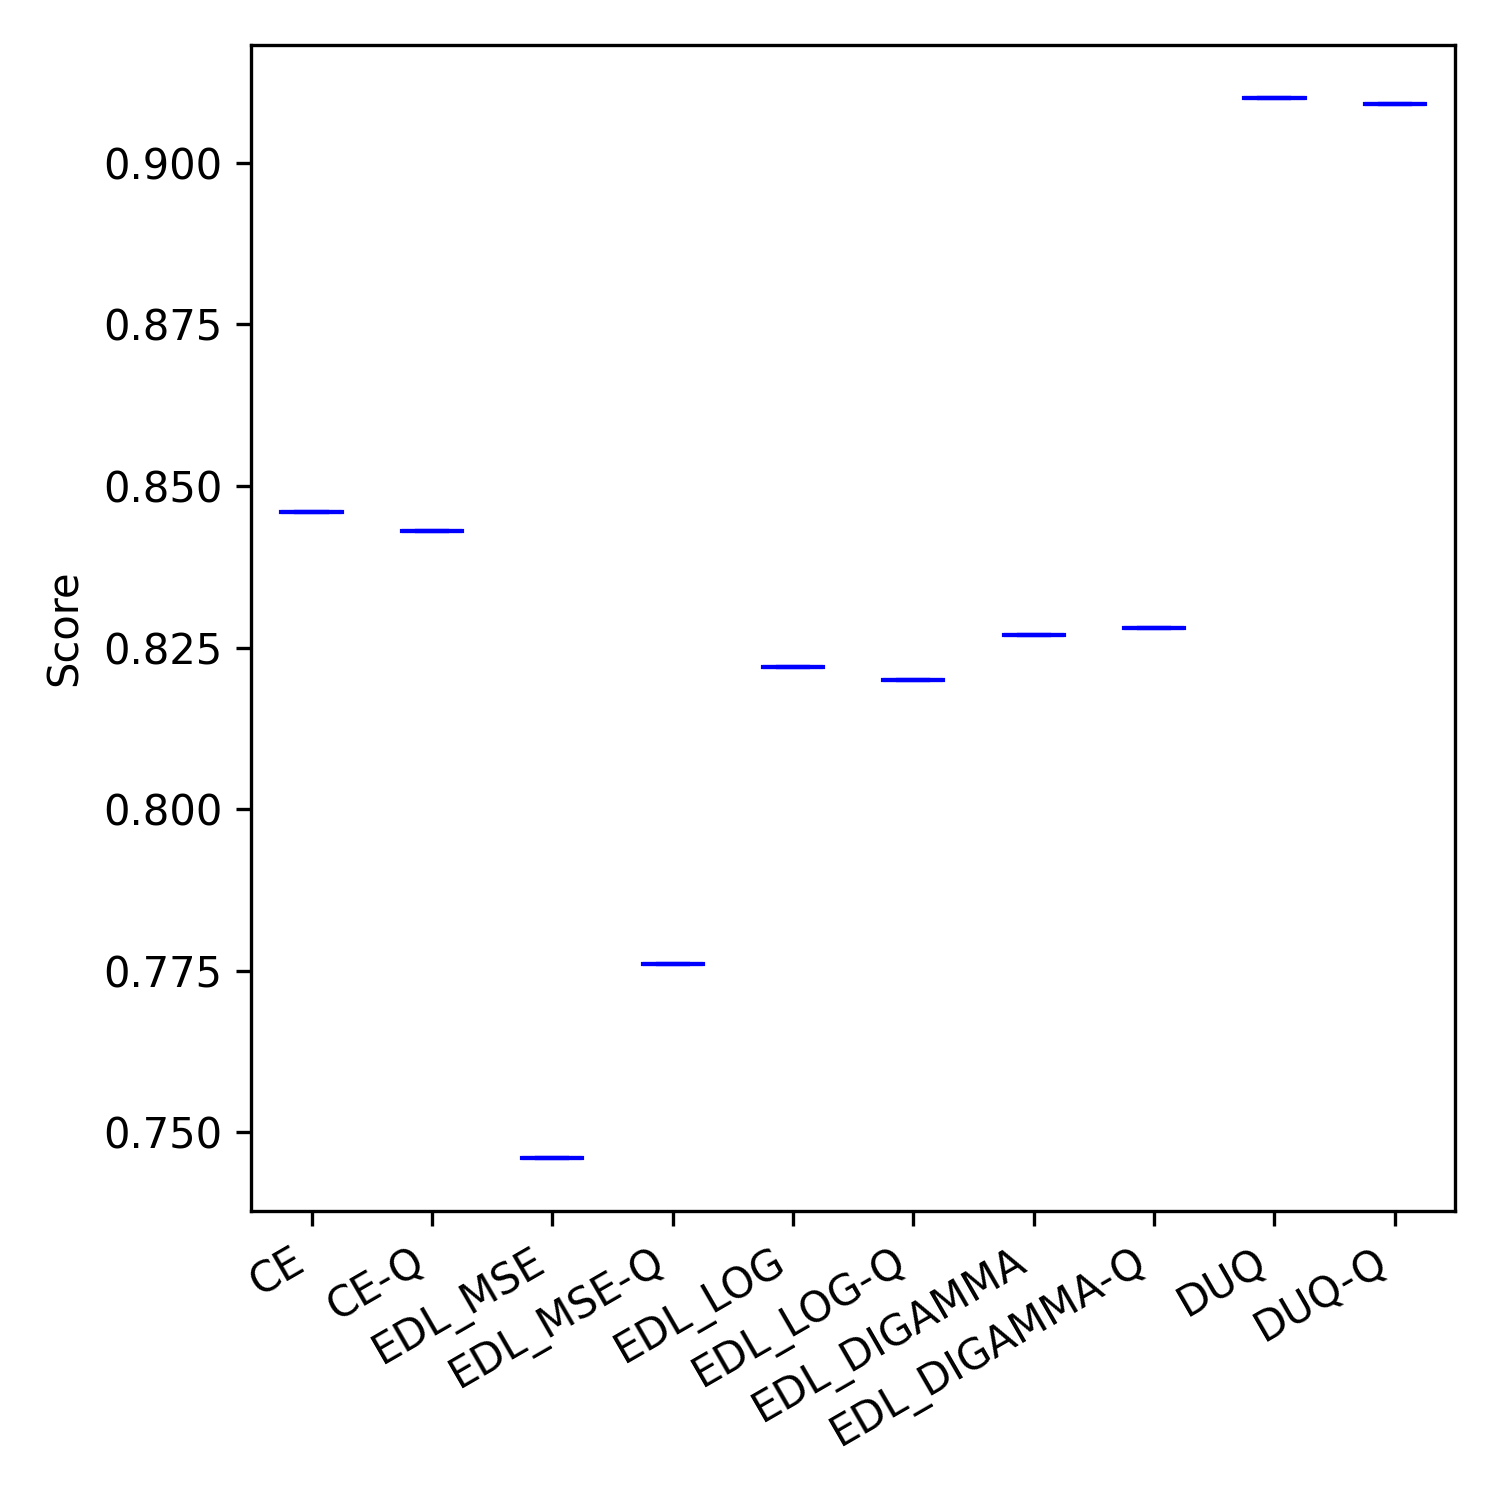 0.900
0.875
0.850
0.825
0.800
0.775
0.750
Score
CE
CE-Q
EDL_MSE
EDL_MSE-Q
EDL_LOG
EDL_LOG-Q
EDL_DIGAMMA
EDL_DIGAMMA-Q
DUQ
DUQ-Q